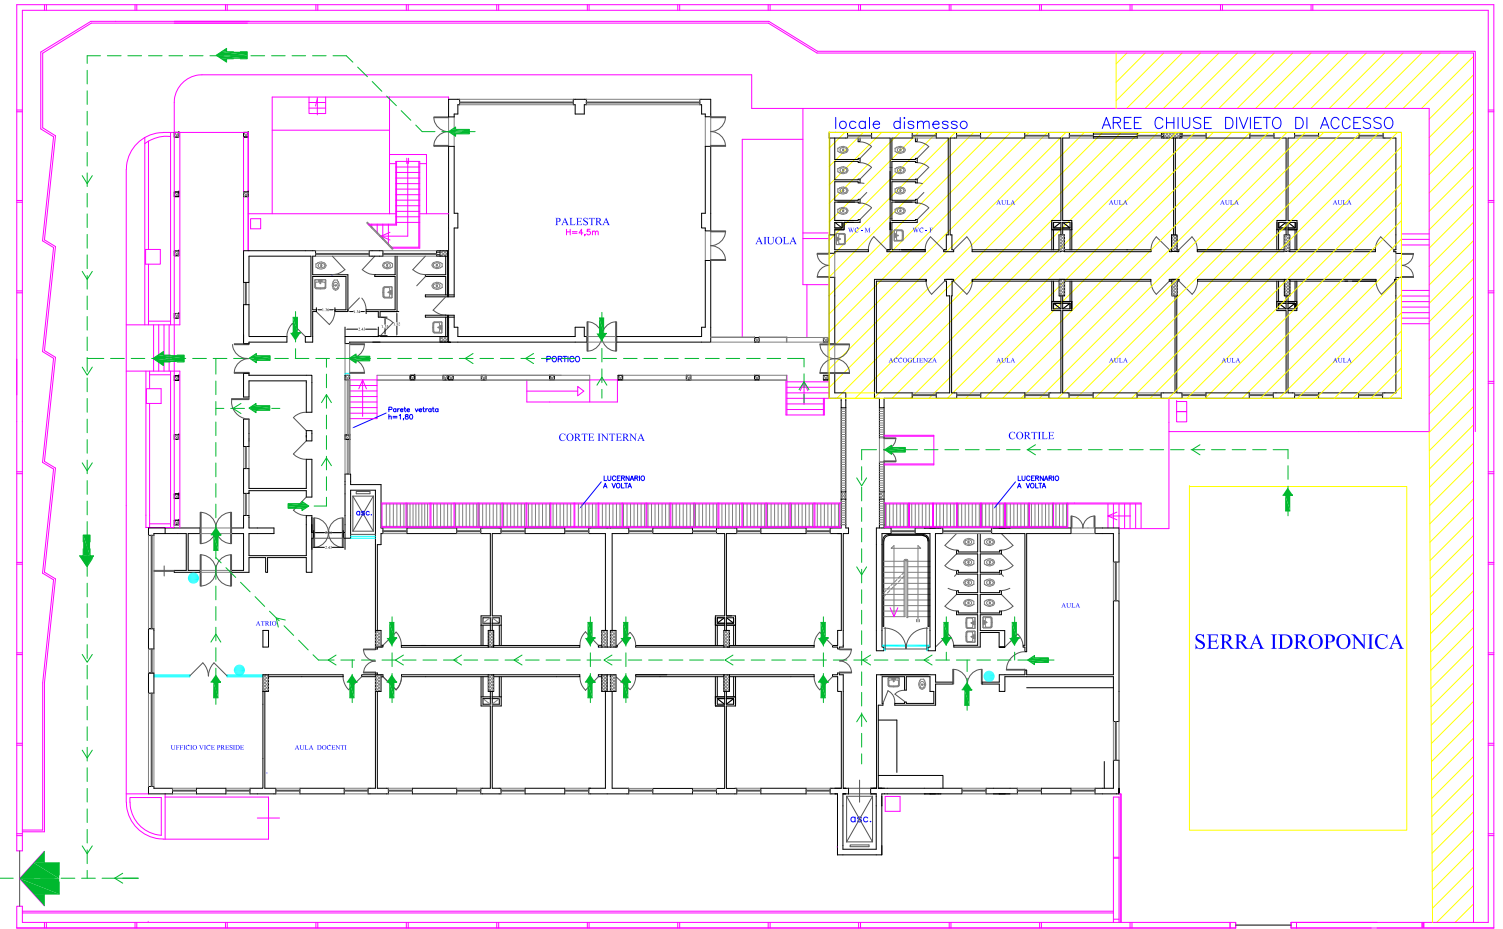 locale dismesso
AREE CHIUSE DIVIETO DI ACCESSO
AULA
AULA
AULA
AULA
PALESTRA
H=4,5m
WC - M
WC - F
AIUOLA
PORTICO
ACCOGLIENZA
AULA
AULA
AULA
AULA
Parete vetrata
h=1,80
CORTE INTERNA
CORTILE
LUCERNARIO
A VOLTA
LUCERNARIO
A VOLTA
asc.
AULA
ATRIO
SERRA IDROPONICA
UFFICIO VICE PRESIDE
AULA DOCENTI
asc.